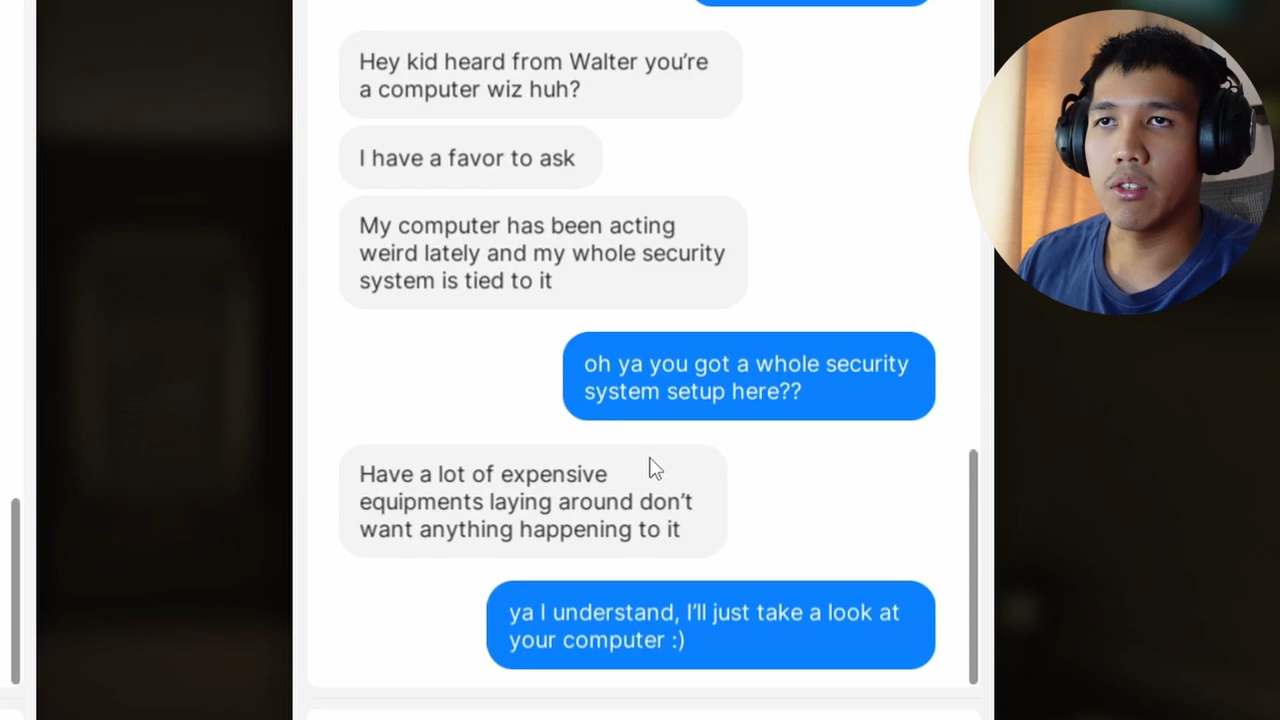 Hey kid heard from Walter you’re
a computer wiz huh?
I have a favor to ask
My computer has been acting
weird lately and my whole security
system is tied to it
oh ya you got a whole security
system setup here??
Have a lot of expensive
equipments laying around don’t
want anything happening to it
ya I understand, I’ll just take a look at
your computer :)